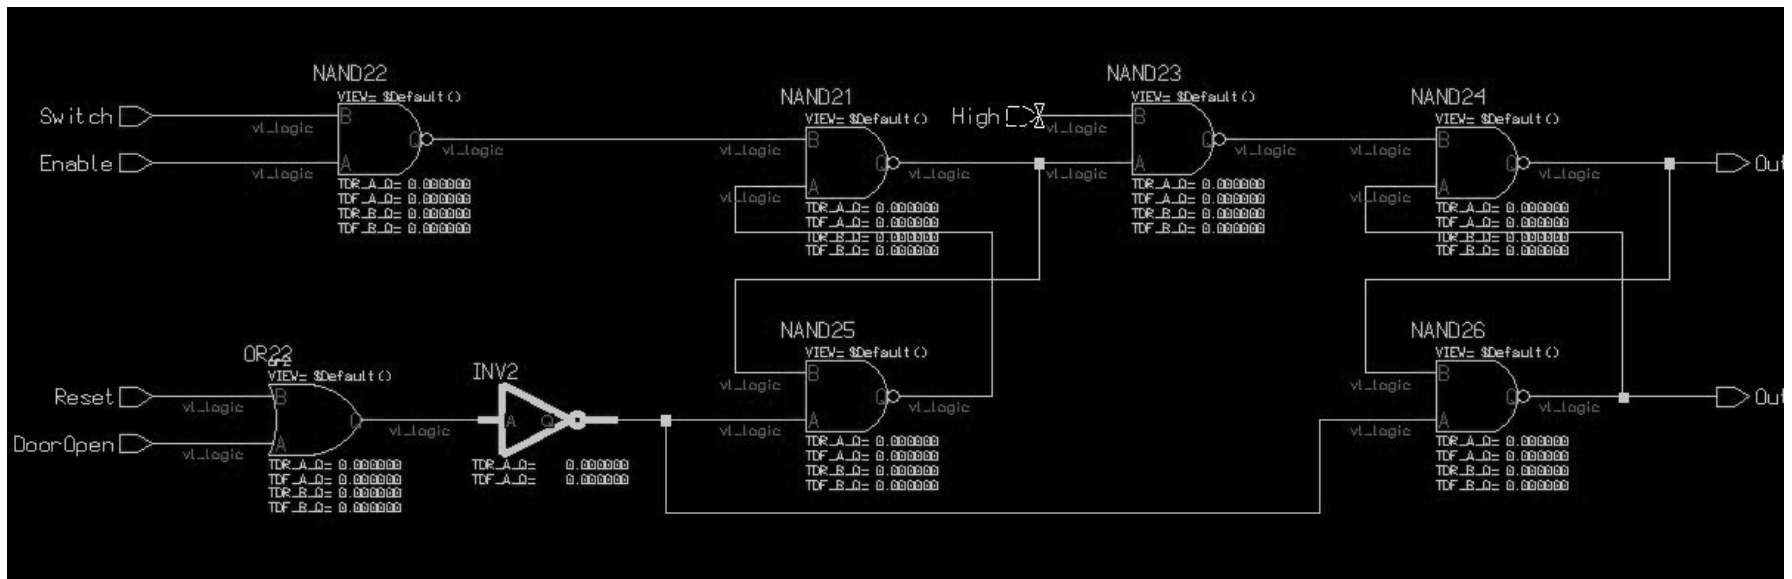 NAND22
VIEW= $Default()
Switch
B
vl_logic
Q
vl_logic
Enable
A
vl_logic
TDR_A_Q= 0.000000
TDF_A_Q= 0.000000
TDR_B_Q= 0.000000
TDF_B_Q= 0.000000
NAND21
VIEW= $Default()
B
vl_logic
Q
vl_logic
A
vl_logic
TDR_A_Q= 0.000000
TDF_A_Q= 0.000000
TDR_B_Q= 0.000000
TDF_B_Q= 0.000000
NAND23
VIEW= $Default()
High
B
vl_logic
Q
vl_logic
A
TDR_A_Q= 0.000000
TDF_A_Q= 0.000000
TDR_B_Q= 0.000000
TDF_B_Q= 0.000000
NAND24
VIEW= $Default()
B
vl_logic
Q
vl_logic
Out
A
vl_logic
TDR_A_Q= 0.000000
TDF_A_Q= 0.000000
TDR_B_Q= 0.000000
TDF_B_Q= 0.000000
VIEW= $Default()
Reset
B
vl_logic
Q
vl_logic
DoorOpen
A
vl_logic
TDR_A_Q= 0.000000
TDF_A_Q= 0.000000
TDR_B_Q= 0.000000
TDF_B_Q= 0.000000
INV2
A
Q
TDR_A_Q= 0.000000
TDF_A_Q= 0.000000
NAND25
VIEW= $Default()
B
vl_logic
Q
vl_logic
A
vl_logic
TDR_A_Q= 0.000000
TDF_A_Q= 0.000000
TDR_B_Q= 0.000000
TDF_B_Q= 0.000000
NAND26
VIEW= $Default()
B
vl_logic
Q
vl_logic
Out
A
vl_logic
TDR_A_Q= 0.000000
TDF_A_Q= 0.000000
TDR_B_Q= 0.000000
TDF_B_Q= 0.000000